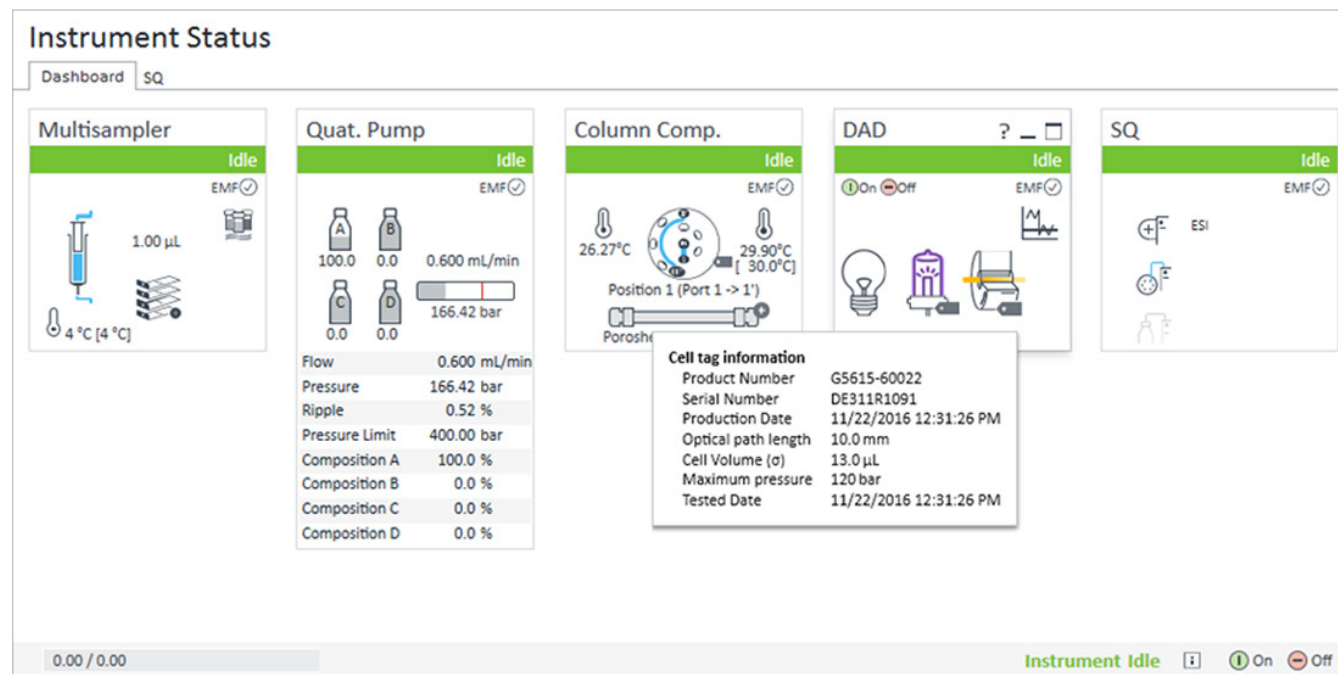 Instrument Status
Dashboard SQ
Multisampler
Idle
EMF
1.00 µL
4 °C [4 °C]
Quat. Pump
Idle
EMF
A B
100.0 0.0 0.600 mL/min
C D
166.42 bar
0.0 0.0
Flow 0.600 mL/min
Pressure 166.42 bar
Ripple 0.52 %
Pressure Limit 400.00 bar
Composition A 100.0 %
Composition B 0.0 %
Composition C 0.0 %
Composition D 0.0 %
Column Comp.
Idle
EMF
26.27°C 29.90°C
[ 30.0°C]
Position 1 (Port 1 -> 1')
DAD ?
Idle
On Off EMF
Cell tag information
Product Number G5615-60022
Serial Number DE311R1091
Production Date 11/22/2016 12:31:26 PM
Optical path length 10.0 mm
Cell Volume (σ) 13.0 µL
Maximum pressure 120 bar
Tested Date 11/22/2016 12:31:26 PM
SQ
Idle
EMF
ESI
0.00 / 0.00
Instrument Idle On Off